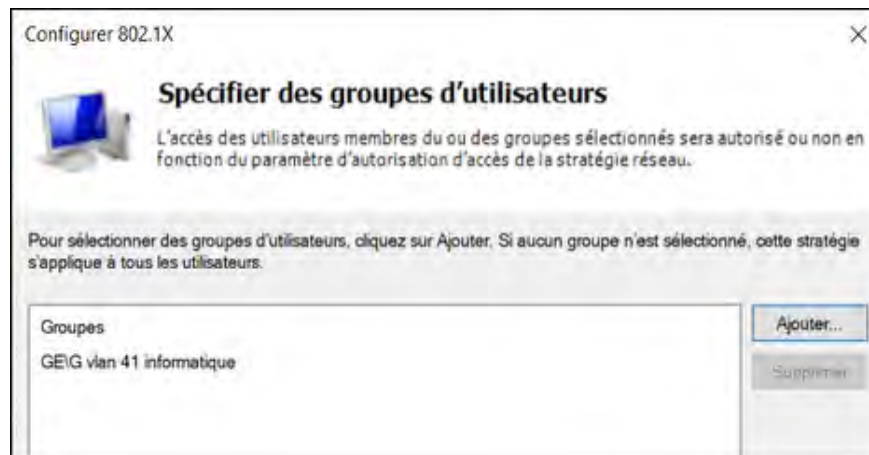 Configurer 802.1X
Spécifier des groupes d'utilisateurs
L'accès des utilisateurs membres du ou des groupes sélectionnés sera autorisé ou non en
fonction du paramètre d'autorisation d'accès de la stratégie réseau.
Pour sélectionner des groupes d'utilisateurs, cliquez sur Ajouter. Si aucun groupe n'est sélectionné, cette stratégie
s'applique à tous les utilisateurs.
Groupes
Ajouter...
GE\G vlan 41 informatique
Supprimer